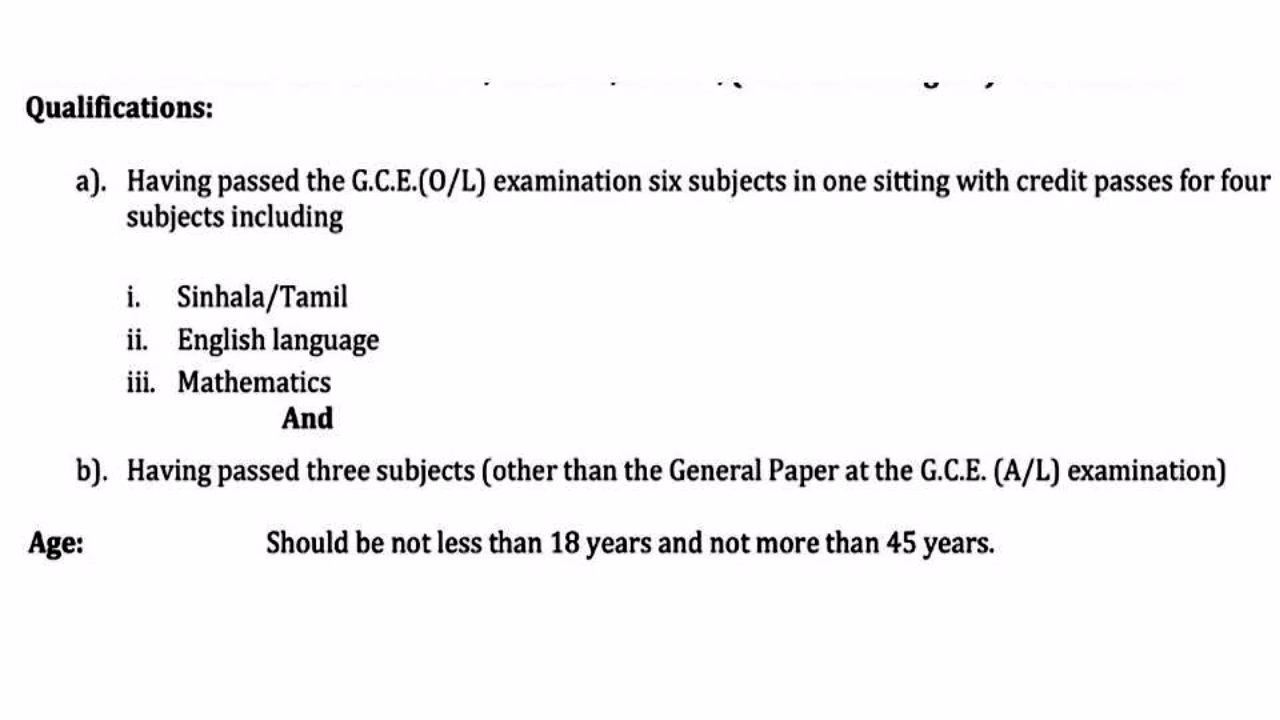 Qualifications:
a). Having passed the G.C.E.(O/L) examination six subjects in one sitting with credit passes for four
subjects including
i. Sinhala/Tamil
ii. English language
iii. Mathematics
And
b). Having passed three subjects (other than the General Paper at the G.C.E. (A/L) examination)
Age: Should be not less than 18 years and not more than 45 years.